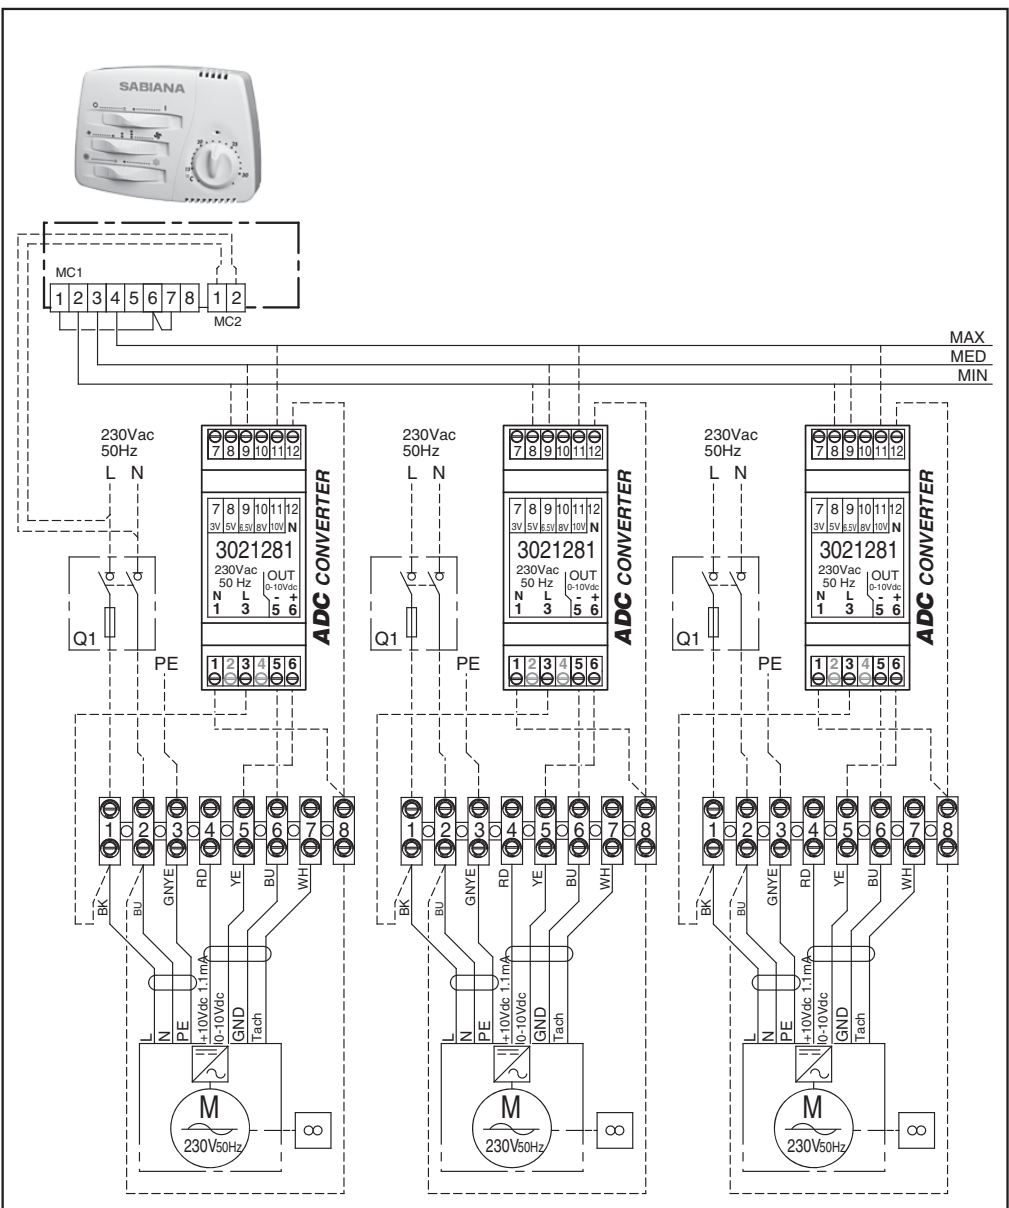 SABIANA
10 20 25 30 °C
MC1
1 2 3 4 5 6 7 8 1 2
MC2
MAX
MED
MIN
230Vac
50Hz
L N
7 8 9 10 11 12
7 8 9 10 11 12
3V 5V 6.5V 8V 10V N
3021281
230Vac
50 Hz
OUT
0-10Vdc
N L - +
1 3 5 6
ADC CONVERTER
Q1
PE
1 2 3 4 5 6
1 2 3 4 5 6 7 8
BK BU GNYE RD YE BU WH
L N PE +10Vdc 1.1mA 0-10Vdc GND Tach
M
230V50Hz
230Vac
50Hz
L N
7 8 9 10 11 12
7 8 9 10 11 12
3V 5V 6.5V 8V 10V N
3021281
230Vac
50 Hz
OUT
0-10Vdc
N L - +
1 3 5 6
ADC CONVERTER
Q1
PE
1 2 3 4 5 6
1 2 3 4 5 6 7 8
BK BU GNYE RD YE BU WH
L N PE +10Vdc 1.1mA 0-10Vdc GND Tach
M
230V50Hz
230Vac
50Hz
L N
7 8 9 10 11 12
7 8 9 10 11 12
3V 5V 6.5V 8V 10V N
3021281
230Vac
50 Hz
OUT
0-10Vdc
N L - +
1 3 5 6
ADC CONVERTER
Q1
PE
1 2 3 4 5 6
1 2 3 4 5 6 7 8
BK BU GNYE RD YE BU WH
L N PE +10Vdc 1.1mA 0-10Vdc GND Tach
M
230V50Hz